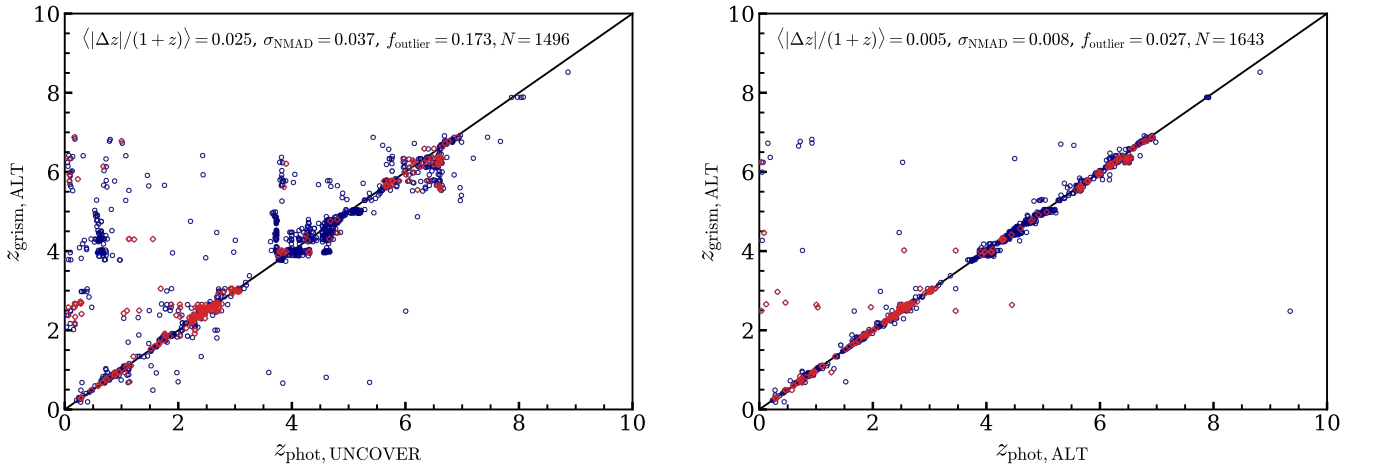 ⟨|Δz|/(1+z)⟩ = 0.025, σNMAD = 0.037, foutlier = 0.173, N = 1496
10
8
6
4
2
0
zgrism, ALT
0 2 4 6 8 10
zphot, UNCOVER
⟨|Δz|/(1+z)⟩ = 0.005, σNMAD = 0.008, foutlier = 0.027, N = 1643
10
8
6
4
2
0
zgrism, ALT
0 2 4 6 8 10
zphot, ALT